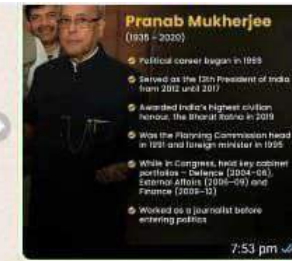 Pranab Mukherjee
(1935 - 2020)
Political career began in 1969
Served as the 13th President of India
from 2012 until 2017
Awarded India's highest civilian
honour, the Bharat Ratna in 2019
Was the Planning Commission head
in 1991 and foreign minister in 1995
While in Congress, held key cabinet
portfolios – Defence (2004-06),
External Affairs (2006-09) and
Finance (2009-12)
Worked as a journalist before
entering politics
7:53 pm